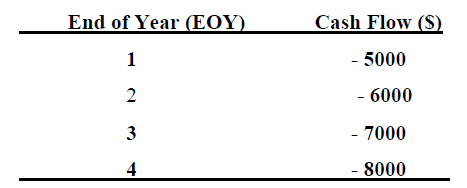 End of Year (EOY) Cash Flow ($)
1 - 5000
2 - 6000
3 - 7000
4 - 8000